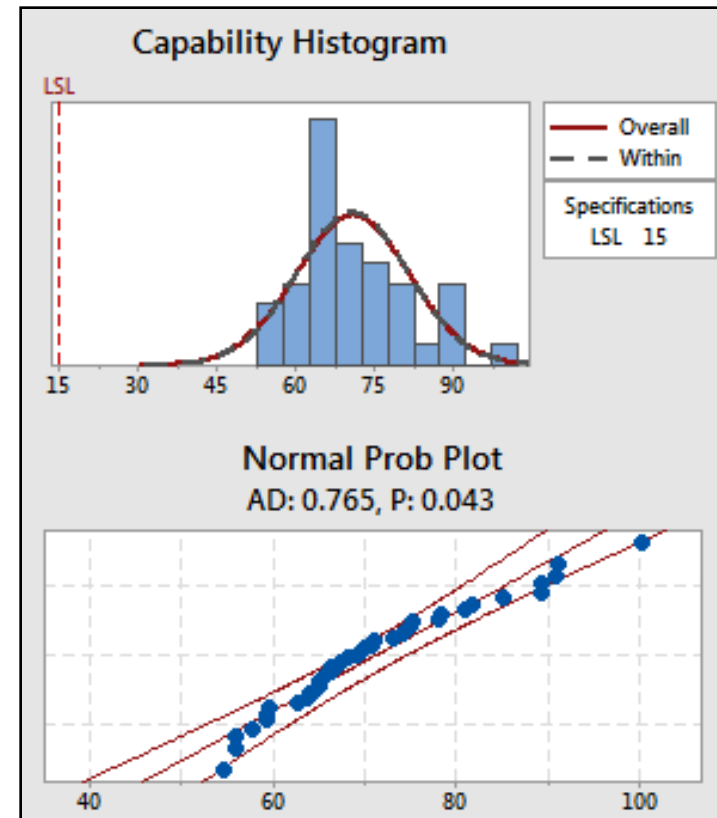 Capability Histogram
LSL
Overall
Within
Specifications
LSL 15
15 30 45 60 75 90
Normal Prob Plot
AD: 0.765, P: 0.043
40 60 80 100